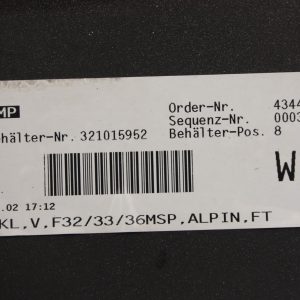 MP
Order-Nr. 4344
Sequenz-Nr. 0003
ehälter-Nr. 321015952 Behälter-Pos. 8
W
.02 17:12
KL,V,F32/33/36MSP,ALPIN,FT